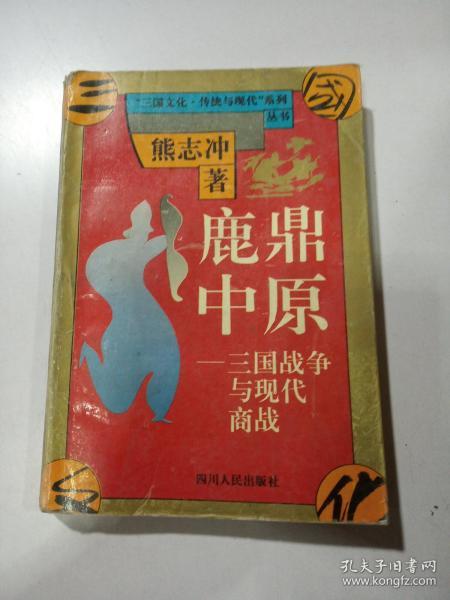 三
國
"三国文化·传统与现代"系列
丛书
熊志冲
著
鹿鼎
中原
—三国战争
与现代
商战
四川人民出版社
化
孔夫子旧书网
www.kongfz.com